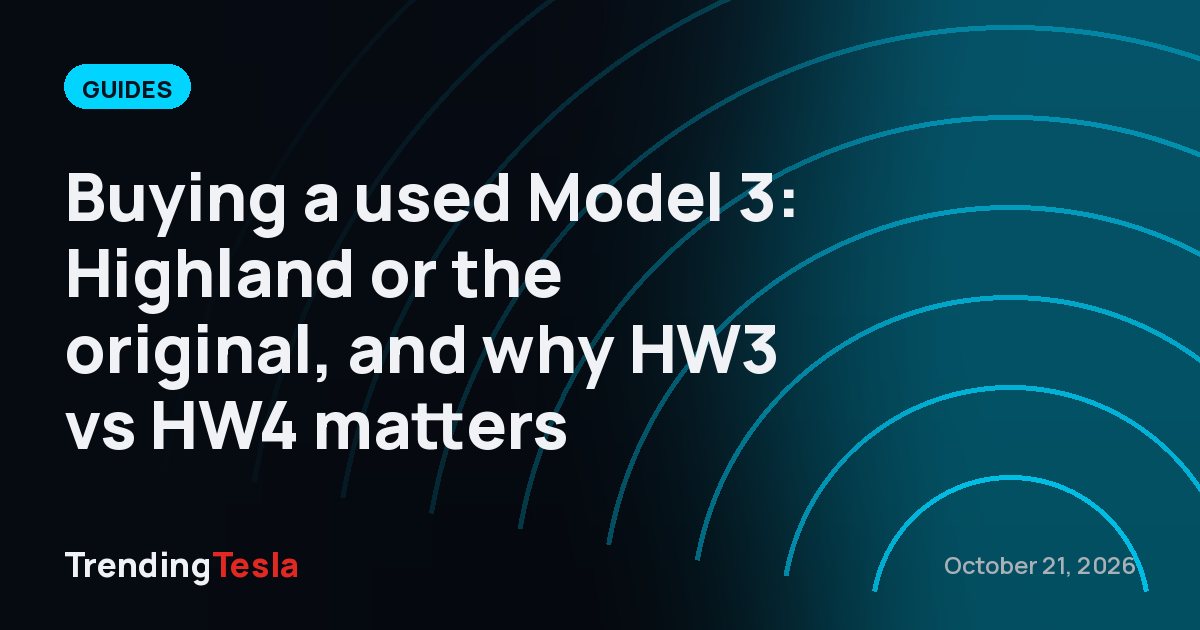 GUIDES
Buying a used Model 3:
Highland or the
original, and why HW3
vs HW4 matters
TrendingTesla
October 21, 2026